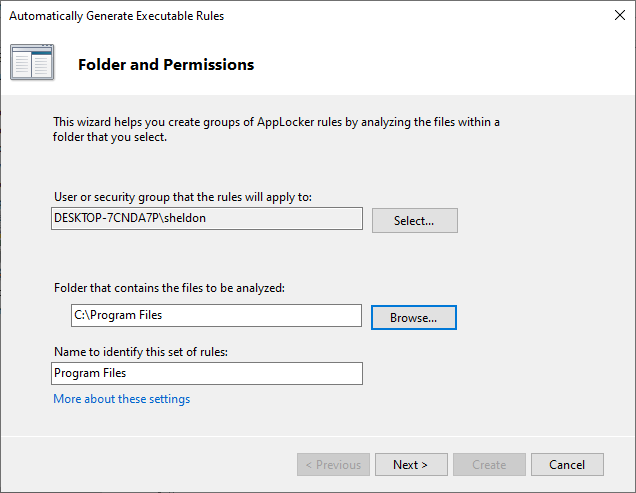 Automatically Generate Executable Rules
Folder and Permissions
This wizard helps you create groups of AppLocker rules by analyzing the files within a
folder that you select.
User or security group that the rules will apply to:
DESKTOP-7CNDA7P\sheldon
Select...
Folder that contains the files to be analyzed:
C:\Program Files
Browse...
Name to identify this set of rules:
Program Files
More about these settings
< Previous
Next >
Create
Cancel